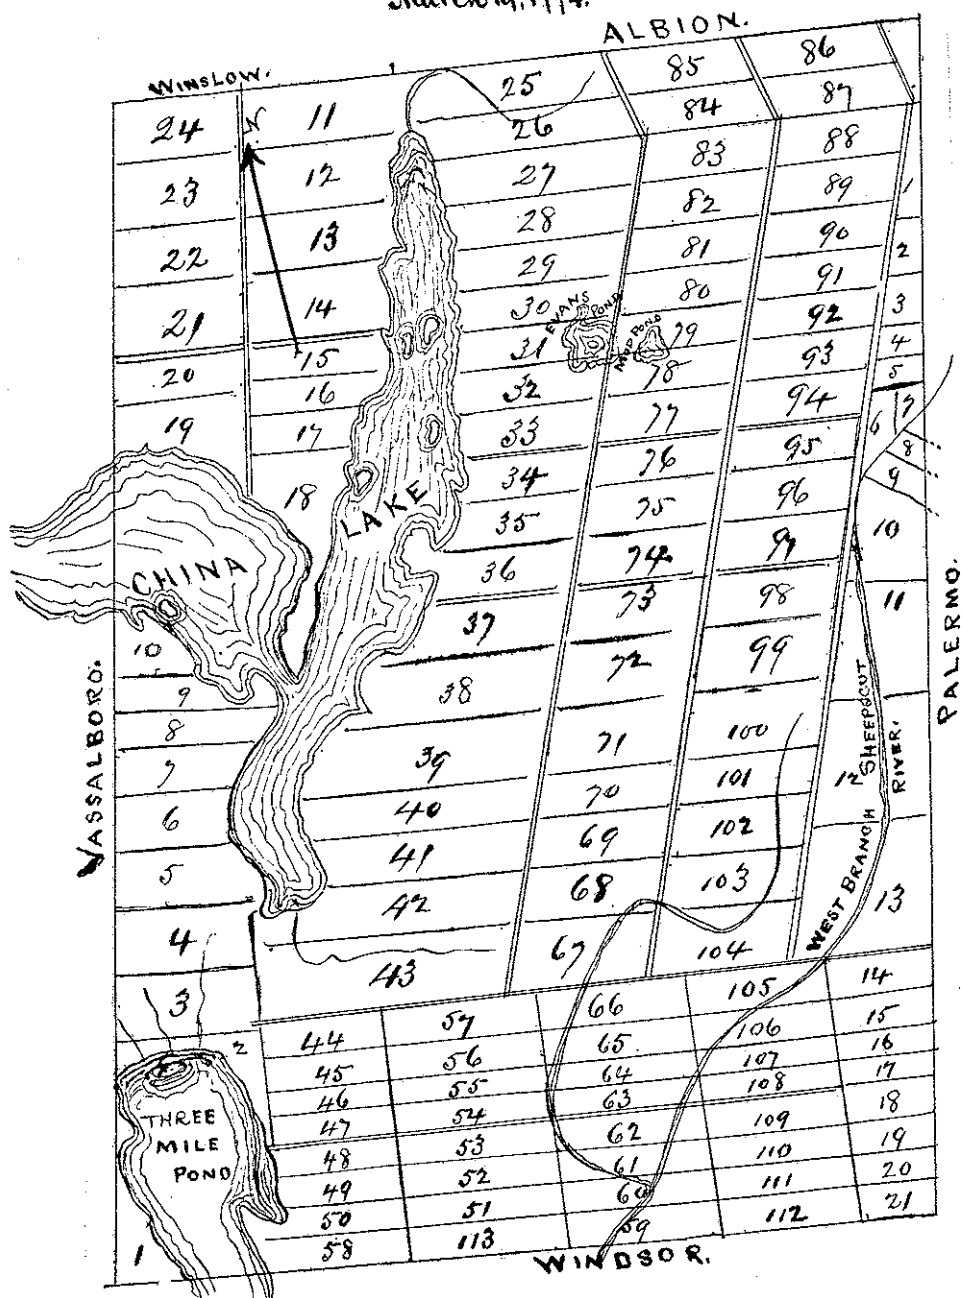 March 19, 1774.
ALBION.
WINSLOW.
N
24 11 25 85 86
26 84 87
23 12 27 83 88
28 82 89 1
22 13 29 81 90 2
21 14 30 80 91 3
EVANS POND
MUD POND
15 31 79 92 4
20 16 32 78 93 5
19 17 33 77 94 6 7
18 34 76 95 8
35 75 96 9
CHINA LAKE
36 74 97 10
37 73 98 11
10 72 99
9 38
8 71 100
7 39 70 101 12
6 40 69 102
5 41 68 103
4 42 67 104 13
3 43
VASSALBORO.
PALERMO.
WEST BRANCH SHEEPSCUT RIVER.
2 44 57 66 105 14
45 56 65 106 15
46 55 64 107 16
47 54 63 108 17
48 53 62 109 18
49 52 61 110 19
50 51 60 111 20
1 58 113 59 112 21
THREE
MILE
POND
WINDSOR.